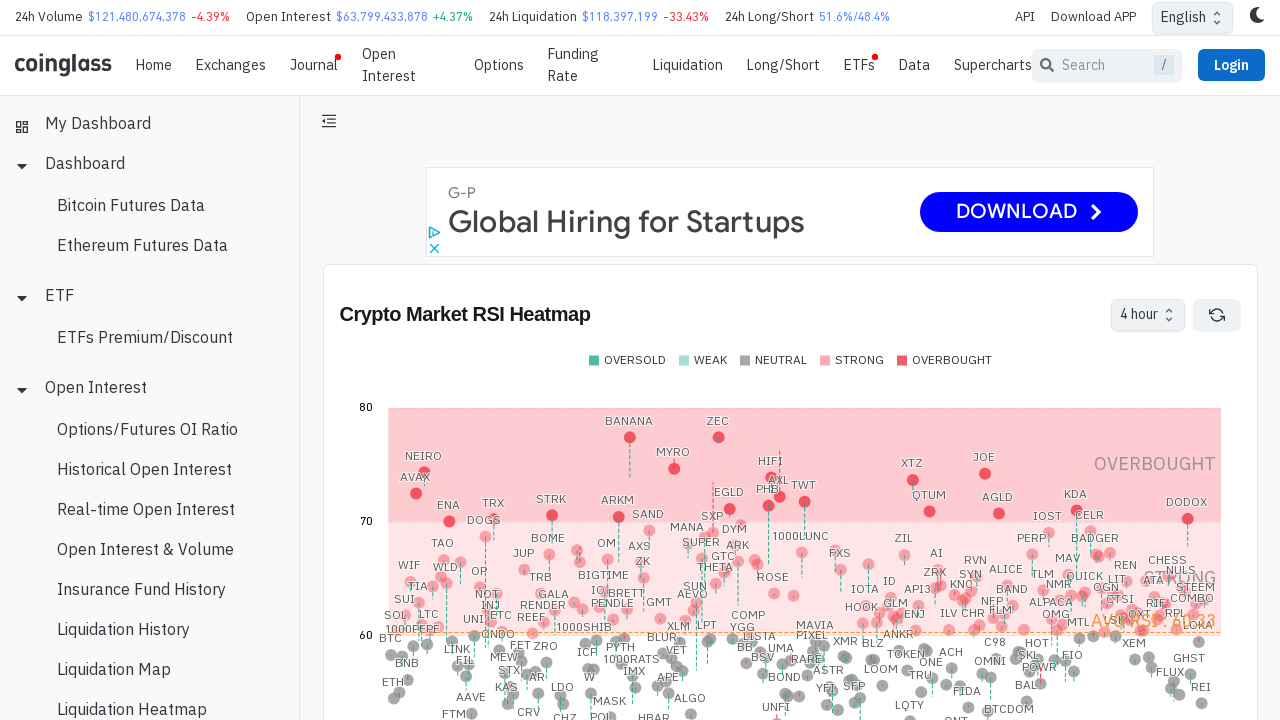 24h Volume $121,480,674,378 -4.39% Open Interest $63,799,433,878 +4.37% 24h Liquidation $118,397,199 -33.43% 24h Long/Short 51.6%/48.4% API Download APP English
coinglass Home Exchanges Journal Open Interest Options Funding Rate Liquidation Long/Short ETFs Data Supercharts Search / Login
My Dashboard
Dashboard
Bitcoin Futures Data
Ethereum Futures Data
ETF
ETFs Premium/Discount
Open Interest
Options/Futures OI Ratio
Historical Open Interest
Real-time Open Interest
Open Interest & Volume
Insurance Fund History
Liquidation History
Liquidation Map
Liquidation Heatmap
G-P
Global Hiring for Startups
DOWNLOAD
Crypto Market RSI Heatmap
4 hour
OVERSOLD WEAK NEUTRAL STRONG OVERBOUGHT
80
BANANA ZEC
NEIRO MYRO HIFI XTZ JOE OVERBOUGHT
AVAX AXL
PHB TWT EGLD QTUM AGLD KDA DODOX
ENA TRX STRK ARKM
70
DOGS SAND SXP IOST CELR
MANA DYM
TAO BOME OM AXS SUPER ARK 1000LUNC ZIL PERP BADGER
JUP ZK GTC FXS AI RVN MAV CHESS
WIF WLD OP TRB BIGTIME THETA ROSE ZRX SYN ALICE TLM QUICK REN NULS
TIA NOT GALA IO BRETT SUN IOTA ID API3 KNC BAND NMR OGN LIT ATA STRONG STEEM
SUI INJ RENDER PENDLE GMT AEVO HOOK GLM NFP ALPACA CTSI RIF COMBO
SOL LTC UNI ETC REEF COMP ENJ ILV CHR FLM OMG MTL OXT RPL
1000PEPE 1000SHIB XLM LPT YGG MAVIA LORA
60
BTC ONDO BLUR LISTA PIXEL XMR ANKR C98 HOT XEM
BNB LINK FET ZRO ICP PYTH VET BB UMA BLZ TOKEN ACH SKL FIO
FIL MEW 1000RATS BSV RARE ONE OMNI POWR GHST
ETH STX AR W IMX APE BOND ASTR LOOM TRU FLUX
AAVE KAS LDO MASK ALGO YFI SFP FIDA BAL REI
FTM CRV CHZ POL HBAR UNFI LQTY BTCDOM